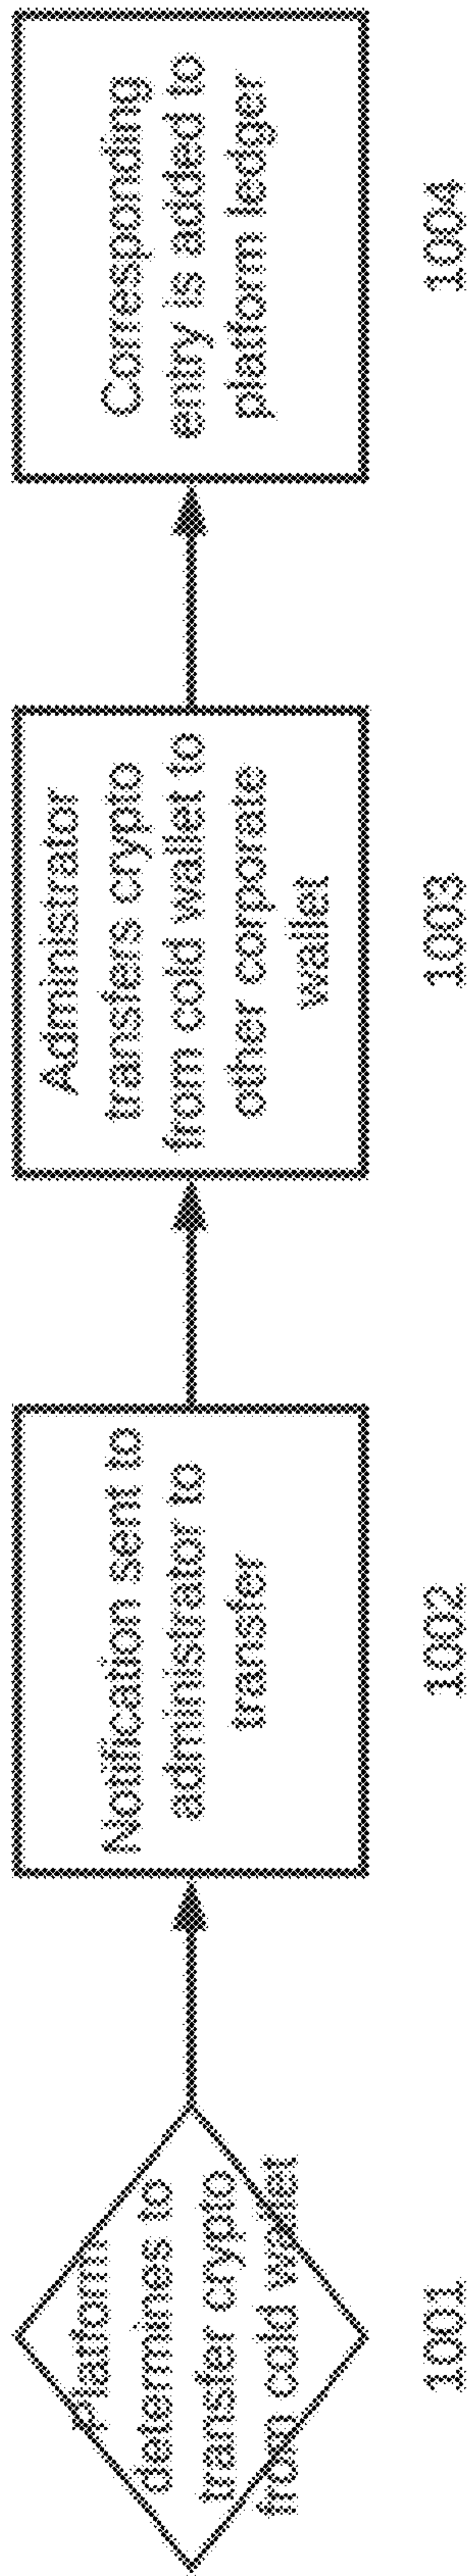 Platform
determines to
transfer crypto
from cold wallet
1001
Notification sent to
administrator to
transfer
1002
Administrator
transfers crypto
from cold wallet to
other corporate
wallet
1003
Corresponding
entry is added to
platform ledger
1004